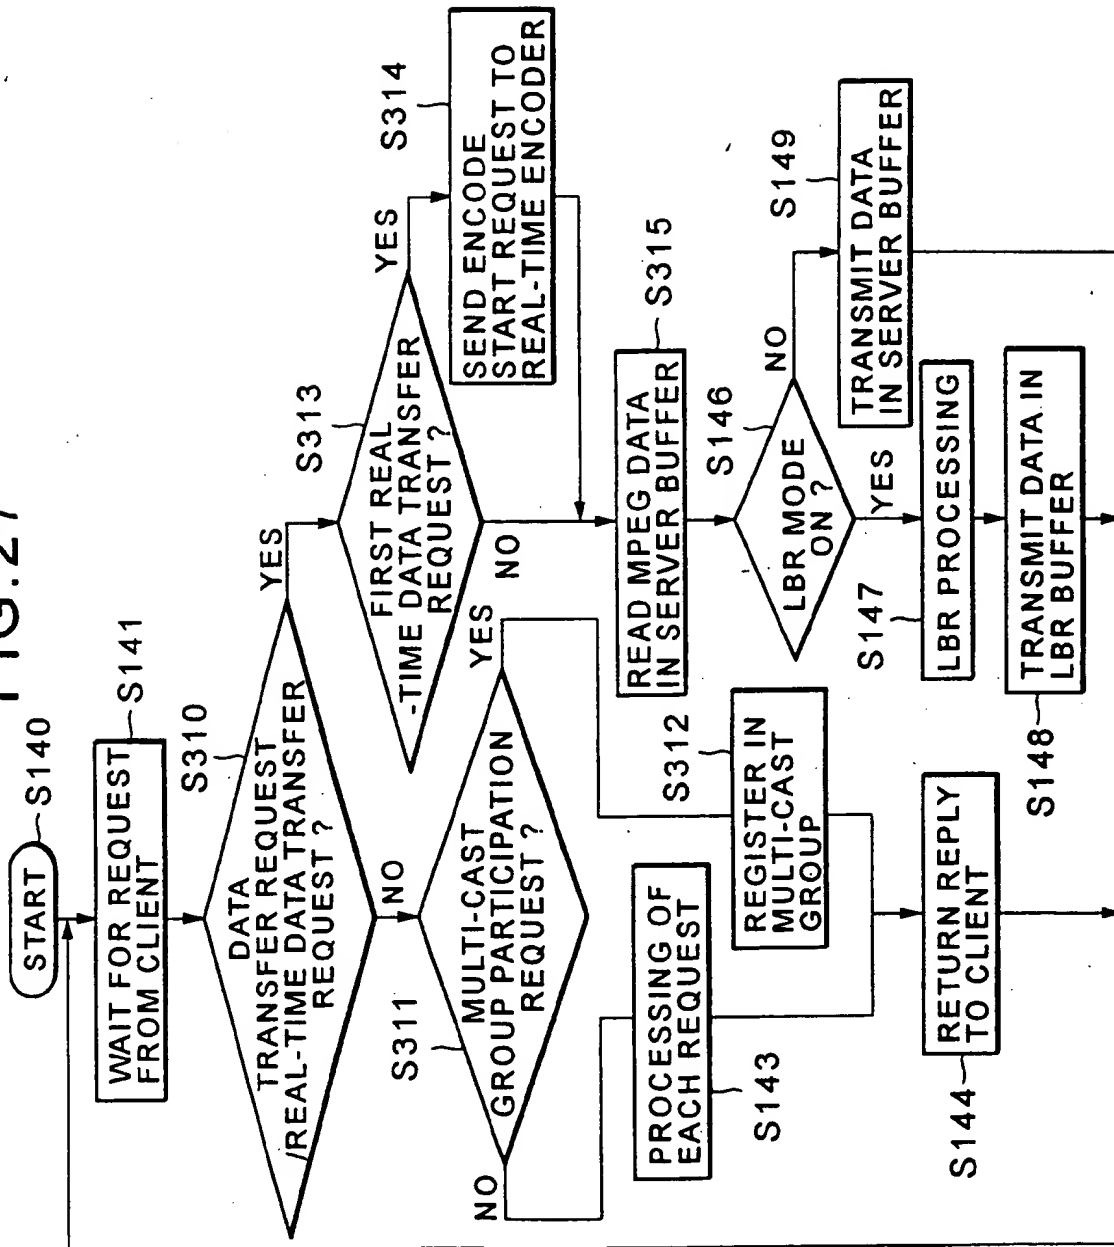 FIG.27
START
S140
WAIT FOR REQUEST
FROM CLIENT
S141
DATA
TRANSFER REQUEST
/REAL-TIME DATA TRANSFER
REQUEST ?
S310
YES
NO
FIRST REAL
-TIME DATA TRANSFER
REQUEST ?
S313
YES
NO
SEND ENCODE
START REQUEST TO
REAL-TIME ENCODER
S314
MULTI-CAST
GROUP PARTICIPATION
REQUEST ?
S311
YES
NO
READ MPEG DATA
IN SERVER BUFFER
S315
PROCESSING OF
EACH REQUEST
S143
REGISTER IN
MULTI-CAST
GROUP
S312
LBR MODE
ON ?
S146
NO
YES
TRANSMIT DATA
IN SERVER BUFFER
S149
LBR PROCESSING
S147
RETURN REPLY
TO CLIENT
S144
TRANSMIT DATA IN
LBR BUFFER
S148